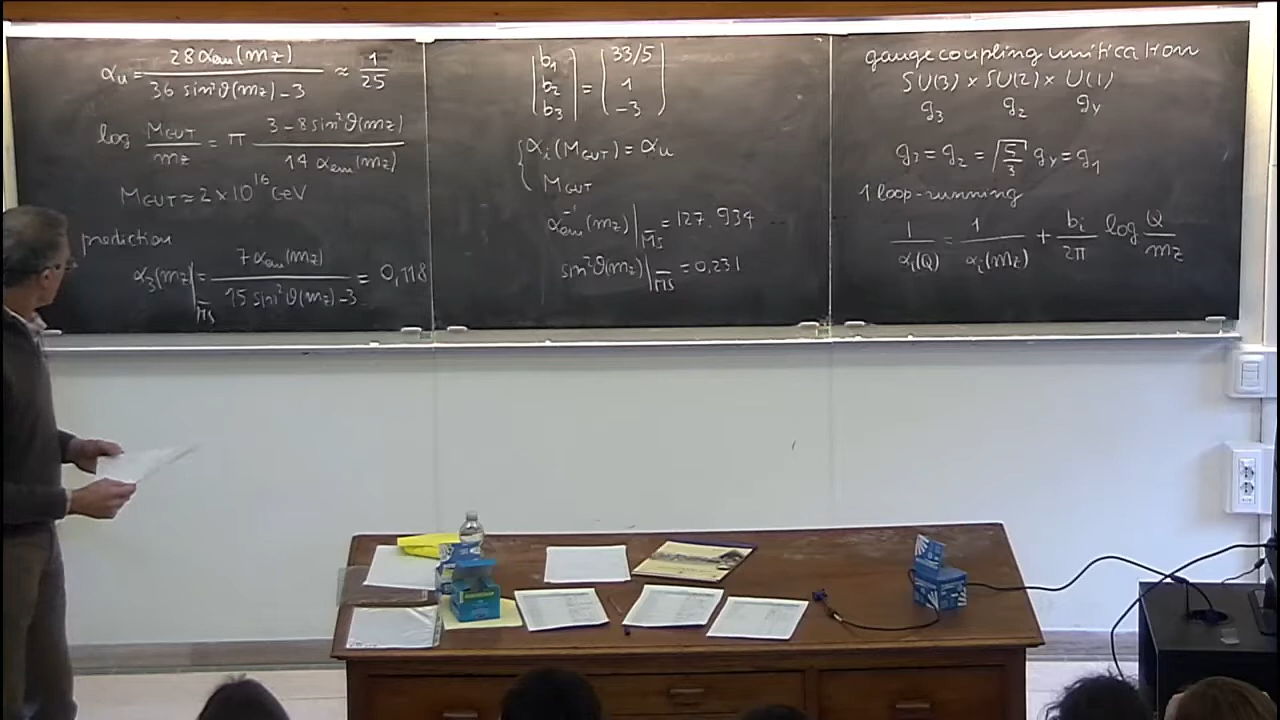 α_u = 28 α_em(m_Z) / 36 sin²ϑ(m_Z) − 3 ≈ 1/25
log M_GUT/m_Z = π 3 − 8 sin²ϑ(m_Z) / 14 α_em(m_Z)
M_GUT ≃ 2 × 10^16 GeV
prediction
α_3(m_Z)|_MS̄ = 7 α_em(m_Z) / 15 sin²ϑ(m_Z) − 3 = 0,118
b_1 33/5
b_2 = 1
b_3 −3
α_i(M_GUT) = α_u
M_GUT
α_em^-1(m_Z)|_M̄S̄ = 127.934
sin²ϑ(m_Z)|_M̄S̄ = 0,231
gauge coupling unification
SU(3) × SU(2) × U(1)
g_3 g_2 g_Y
g_3 = g_2 = √5/3 g_Y = g_1
1 loop-running
1/α_i(Q) = 1/α_i(m_Z) + b_i/2π log Q/m_Z